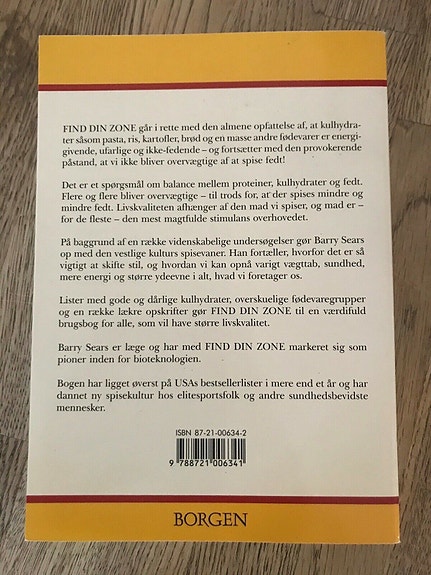 FIND DIN ZONE går i rette med den almene opfattelse af, at kulhydra-
ter såsom pasta, ris, kartofler, brød og en masse andre fødevarer er energi-
givende, ufarlige og ikke-fedende – og fortsætter med den provokerende
påstand, at vi ikke bliver overvægtige af at spise fedt!
Det er et spørgsmål om balance mellem proteiner, kulhydrater og fedt.
Flere og flere bliver overvægtige – til trods for, at der spises mindre og
mindre fedt. Livskvaliteten afhænger af den mad vi spiser, og mad er –
for de fleste – den mest magtfulde stimulans overhovedet.
På baggrund af en række videnskabelige undersøgelser gør Barry Sears
op med den vestlige kulturs spisevaner. Han fortæller, hvorfor det er så
vigtigt at skifte stil, og hvordan vi kan opnå varigt vægttab, sundhed,
mere energi og større ydeevne i alt, hvad vi foretager os.
Lister med gode og dårlige kulhydrater, overskuelige fødevaregrupper
og en række lækre opskrifter gør FIND DIN ZONE til en værdifuld
brugsbog for alle, som vil have større livskvalitet.
Barry Sears er læge og har med FIND DIN ZONE markeret sig som
pioner inden for bioteknologien.
Bogen har ligget øverst på USAs bestsellerlister i mere end et år og har
dannet ny spisekultur hos elitesportsfolk og andre sundhedsbevidste
mennesker.
ISBN 87-21-00634-2
9 788721 006341
BORGEN